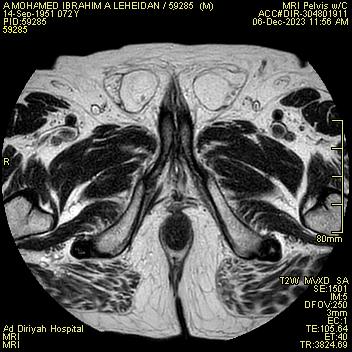 A MOHAMED IBRAHIM A LEHEIDAN / 59285 (M)
14-Sep-1951 072Y
PID:59285
59285
MRI Pelvis w/C
ACC#DIR-304801911
06-Dec-2023 11:56 AM
R
80mm
T2W_MVXD_SA
SE:1501
IM:5
DFOV:250
3mm
EC:1
TE:105.64
ET:40
TR:3824.69
Ad Diriyah Hospital
MRI
MRI